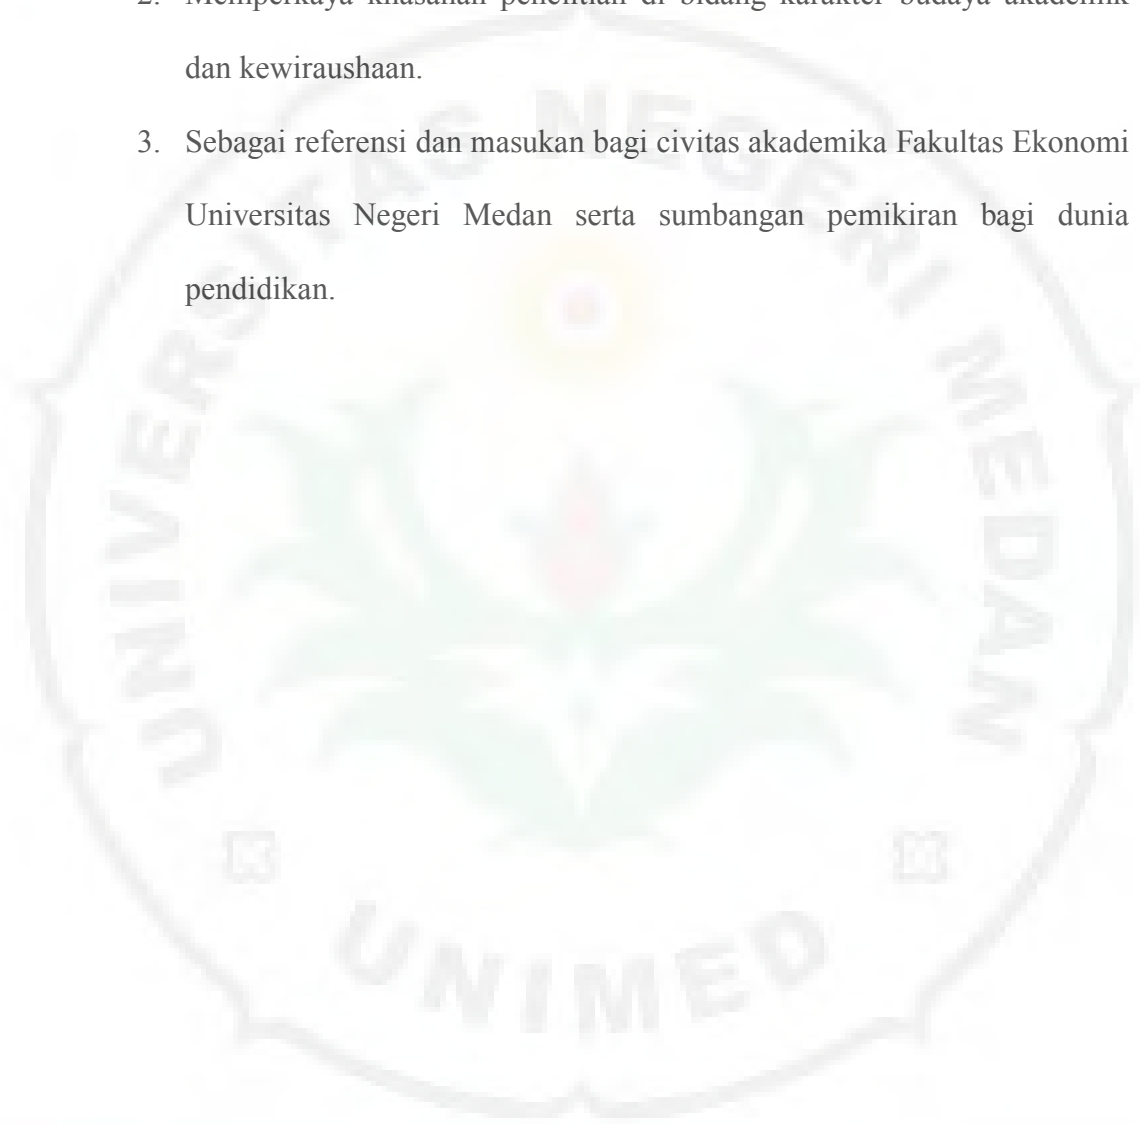 2. Memperkaya khasanah penelitian di bidang karakter budaya akademik
dan kewiraushaan.
3. Sebagai referensi dan masukan bagi civitas akademika Fakultas Ekonomi
Universitas Negeri Medan serta sumbangan pemikiran bagi dunia
pendidikan.
UNIVERSITAS NEGERI MEDAN
UNIMED